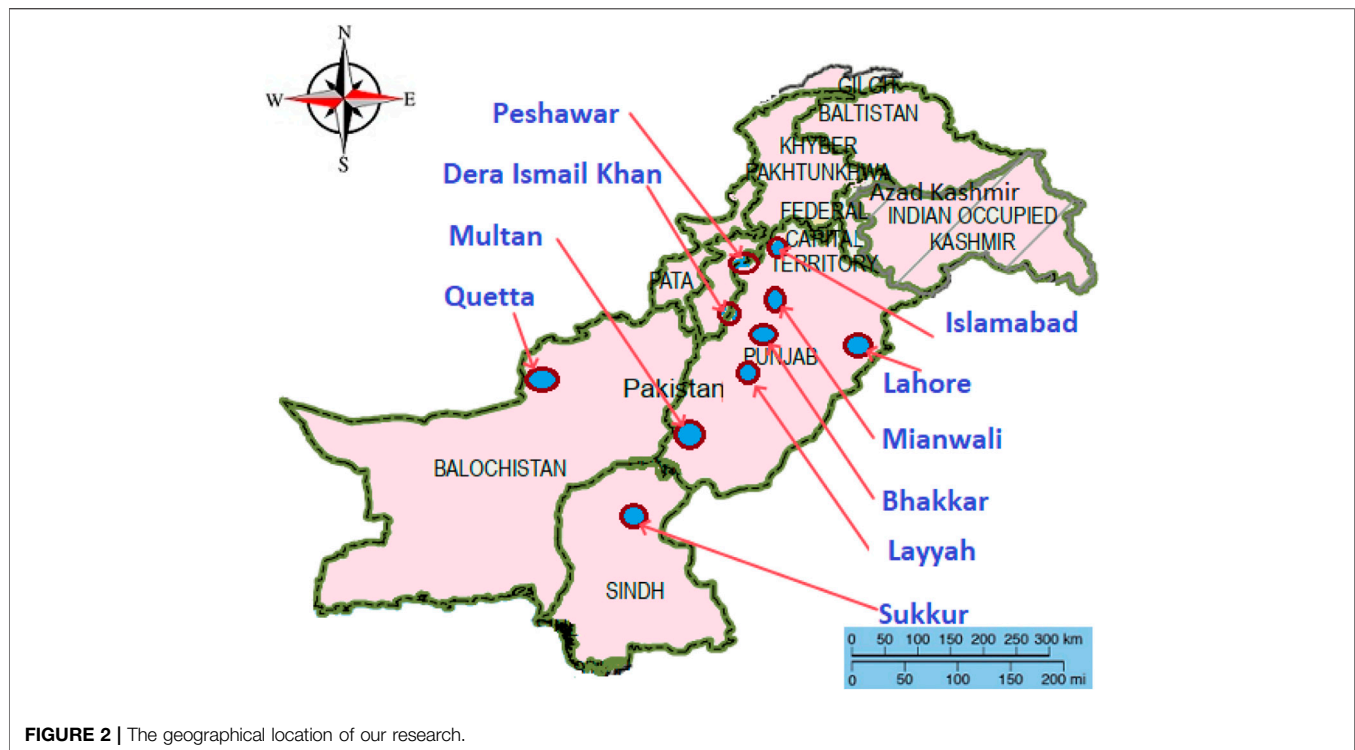 N
W
E
S
GILGIT
BALTISTAN
KHYBER
PAKHTUNKHWA
Azad Kashmir
INDIAN OCCUPIED
KASHMIR
FEDERAL
CAPITAL
TERRITORY
PATA
PUNJAB
Pakistan
BALOCHISTAN
SINDH
Peshawar
Dera Ismail Khan
Multan
Quetta
Islamabad
Lahore
Mianwali
Bhakkar
Layyah
Sukkur
0 50 100 150 200 250 300 km
0 50 100 150 200 mi
FIGURE 2 | The geographical location of our research.